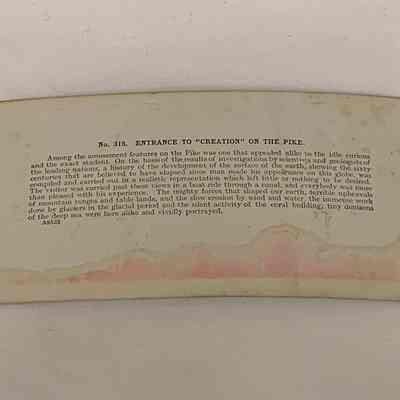 No. 318. ENTRANCE TO "CREATION" ON THE PIKE.
Among the amusement features on the Pike was one that appealed alike to the idle curious
and the exact student. On the basis of the results of investigations by scientists and geologists of
the leading nations, a history of the development of the surface of the earth, showing the sixty
centuries that are believed to have elapsed since man made his appearance on this globe, was
compiled and carried out in a realistic representation which left little or nothing to be desired.
The visitor was carried past these views in a boat ride through a canal, and everybody was more
than pleased with his experience. The mighty forces that shaped our earth, terrible upheavals
of mountain ranges and table lands, and the slow erosion by wind and water, the immense work
done by glaciers in the glacial period and the silent activity of the coral building, tiny denizens
of the deep sea were here alike and vividly portrayed.